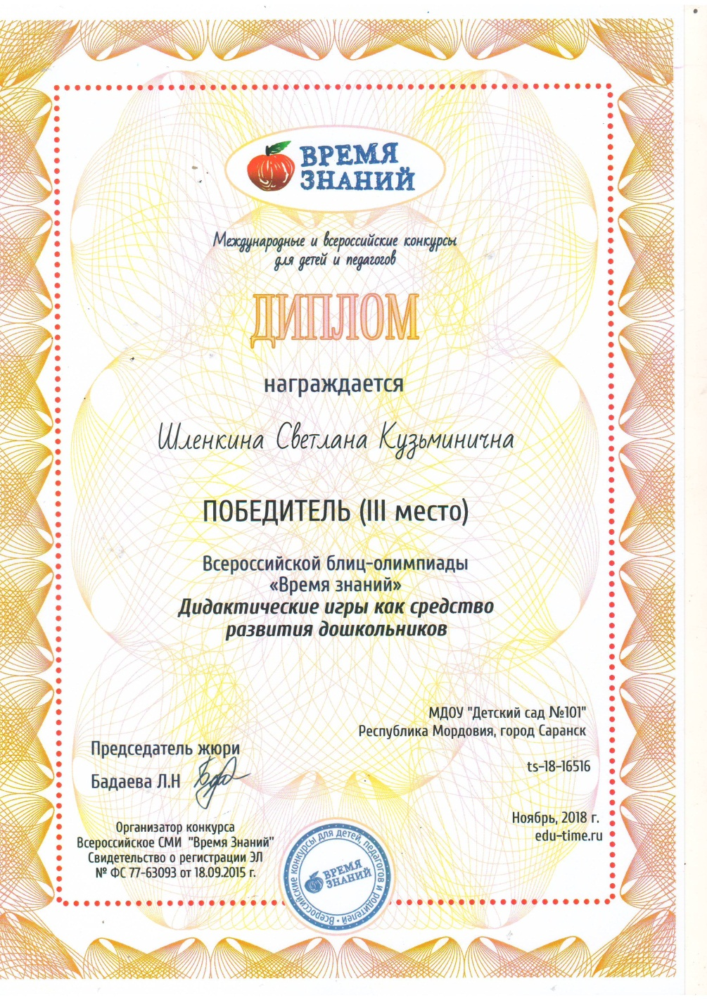 ВРЕМЯ
ЗНАНИЙ
Международные и всероссийские конкурсы
для детей и педагогов
ДИПЛОМ
награждается
Шленкина Светлана Кузьминична
ПОБЕДИТЕЛЬ (III место)
Всероссийской блиц-олимпиады
«Время знаний»
Дидактические игры как средство
развития дошкольников
МДОУ "Детский сад №101"
Республика Мордовия, город Саранск
ts-18-16516
Председатель жюри
Бадаева Л.Н
Ноябрь, 2018 г.
edu-time.ru
Организатор конкурса
Всероссийское СМИ "Время Знаний"
Свидетельство о регистрации ЭЛ
№ ФС 77-63093 от 18.09.2015 г.
Всероссийские конкурсы для детей, педагогов и родителей •
ВРЕМЯ
ЗНАНИЙ